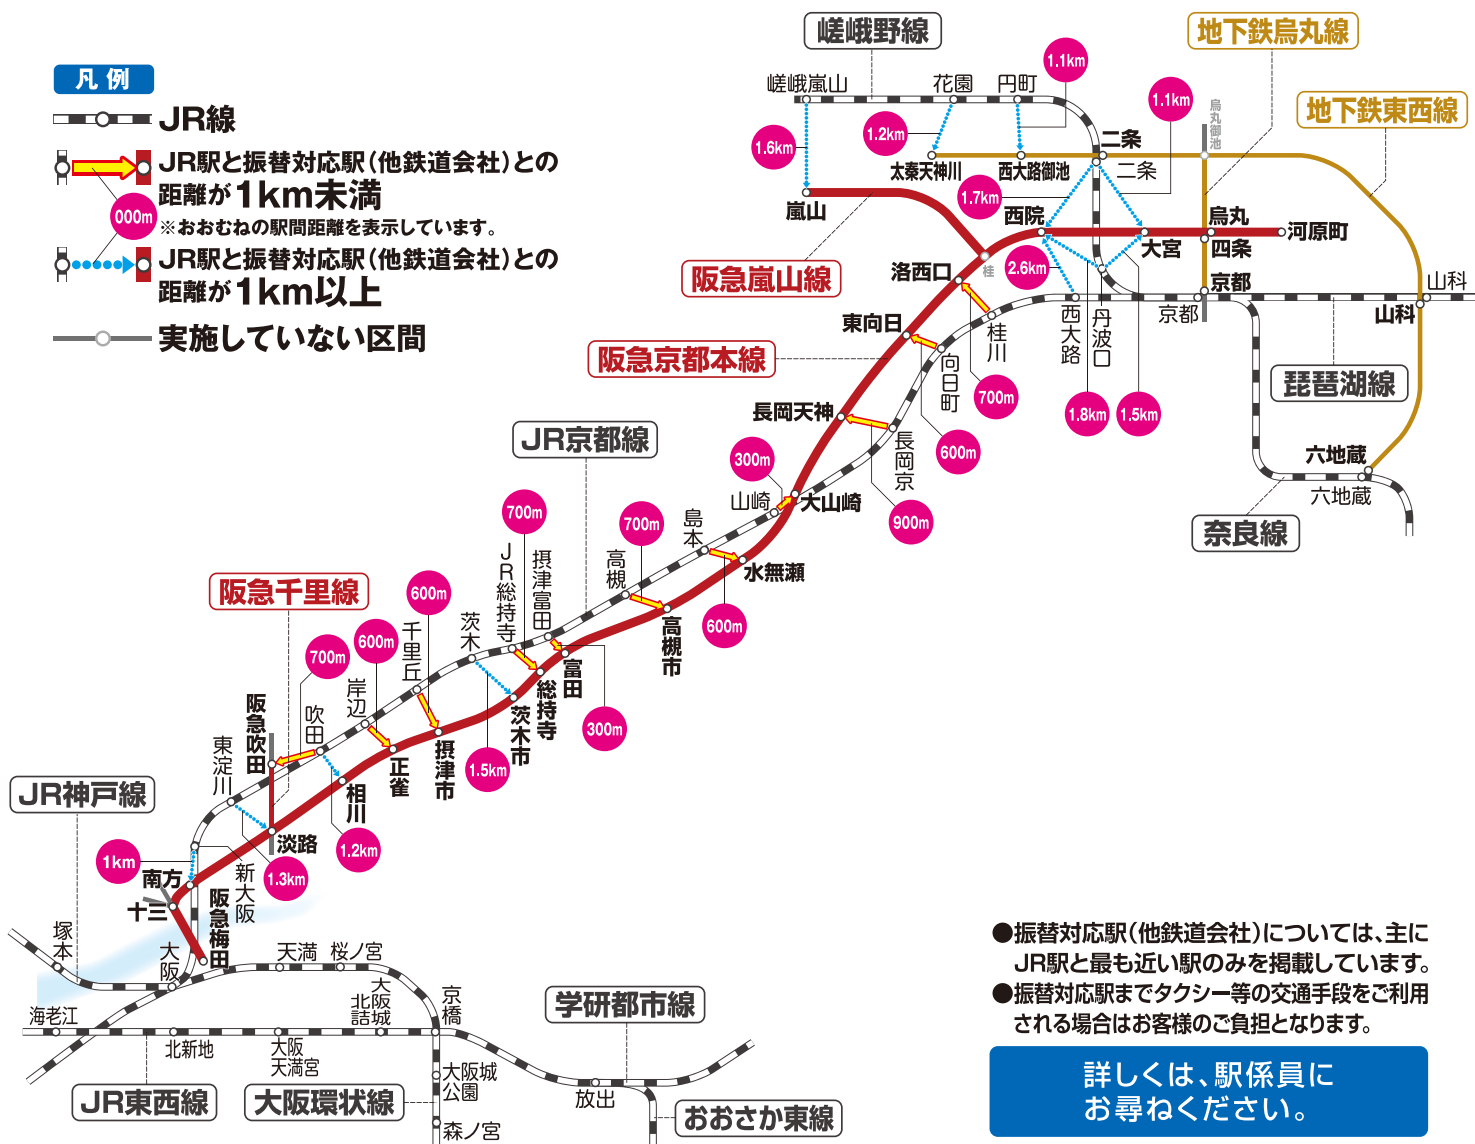 凡例
JR線
JR駅と振替対応駅（他鉄道会社）との
距離が1km未満
000m
※おおむねの駅間距離を表示しています。
JR駅と振替対応駅（他鉄道会社）との
距離が1km以上
実施していない区間
嵯峨野線
地下鉄烏丸線
地下鉄東西線
嵯峨嵐山
花園
円町
1.1km
1.1km
烏丸御池
1.6km
1.2km
太秦天神川
西大路御池
二条
二条
1.7km
嵐山
西院
大宮
烏丸
四条
河原町
阪急嵐山線
洛西口
桂
2.6km
京都
京都
山科
山科
東向日
桂川
西大路
丹波口
阪急京都本線
向日町
700m
1.8km
1.5km
琵琶湖線
長岡天神
長岡京
600m
JR京都線
300m
山崎
大山崎
900m
六地蔵
六地蔵
奈良線
700m
700m
島本
JR総持寺
摂津富田
高槻
水無瀬
600m
阪急千里線
600m
600m
700m
茨木
千里丘
高槻市
富田
総持寺
300m
岸辺
吹田
阪急吹田
茨木市
1.5km
摂津市
正雀
東淀川
相川
JR神戸線
淡路
1.2km
1km
1.3km
南方
新大阪
十三
阪急梅田
塚本
大阪
天満
桜ノ宮
大阪城北詰
京橋
学研都市線
海老江
北新地
大阪
天満宮
大阪城
公園
放出
JR東西線
大阪環状線
森ノ宮
おおさか東線
●振替対応駅（他鉄道会社）については、主に
JR駅と最も近い駅のみを掲載しています。
●振替対応駅までタクシー等の交通手段をご利用
される場合はお客様のご負担となります。
詳しくは、駅係員に
お尋ねください。